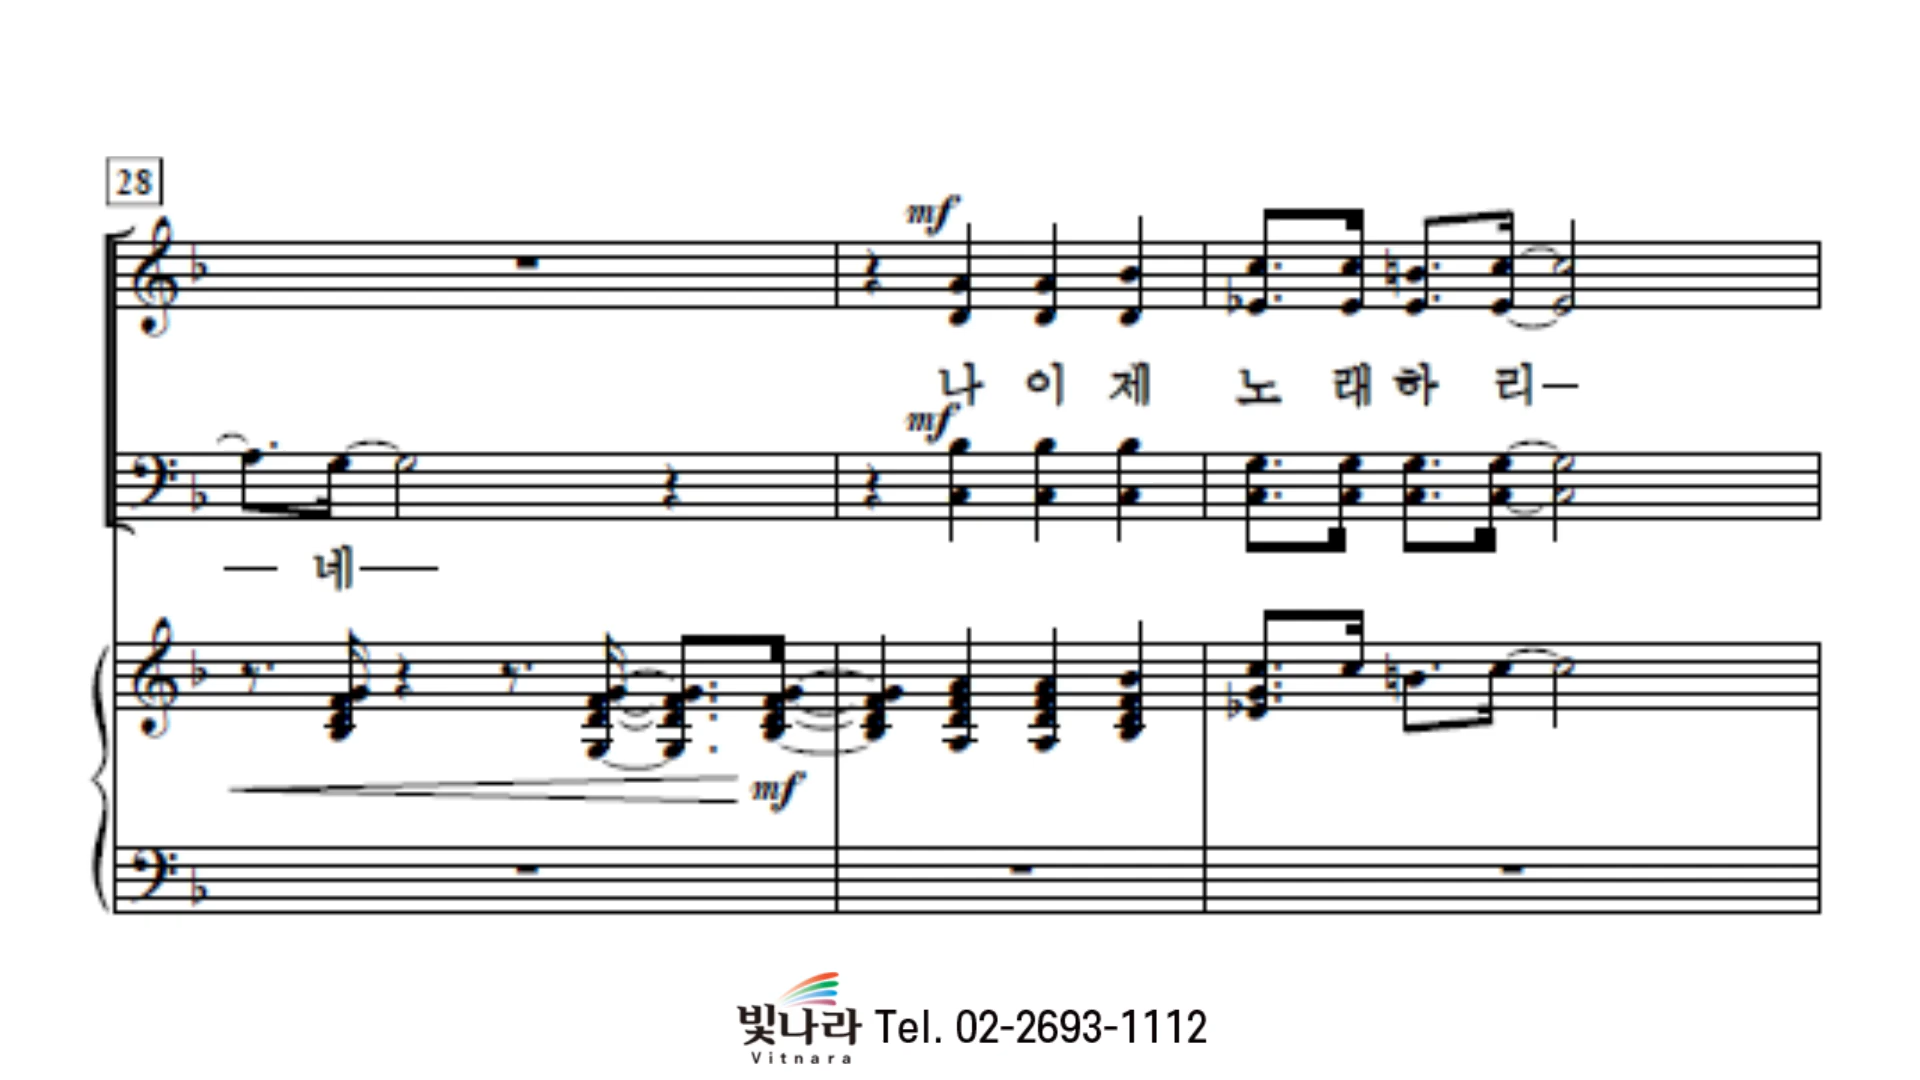 28
mf
나 이 제 노 래 하 리—
mf
— 네 —
mf
빛나라 Tel. 02-2693-1112
Vitnara